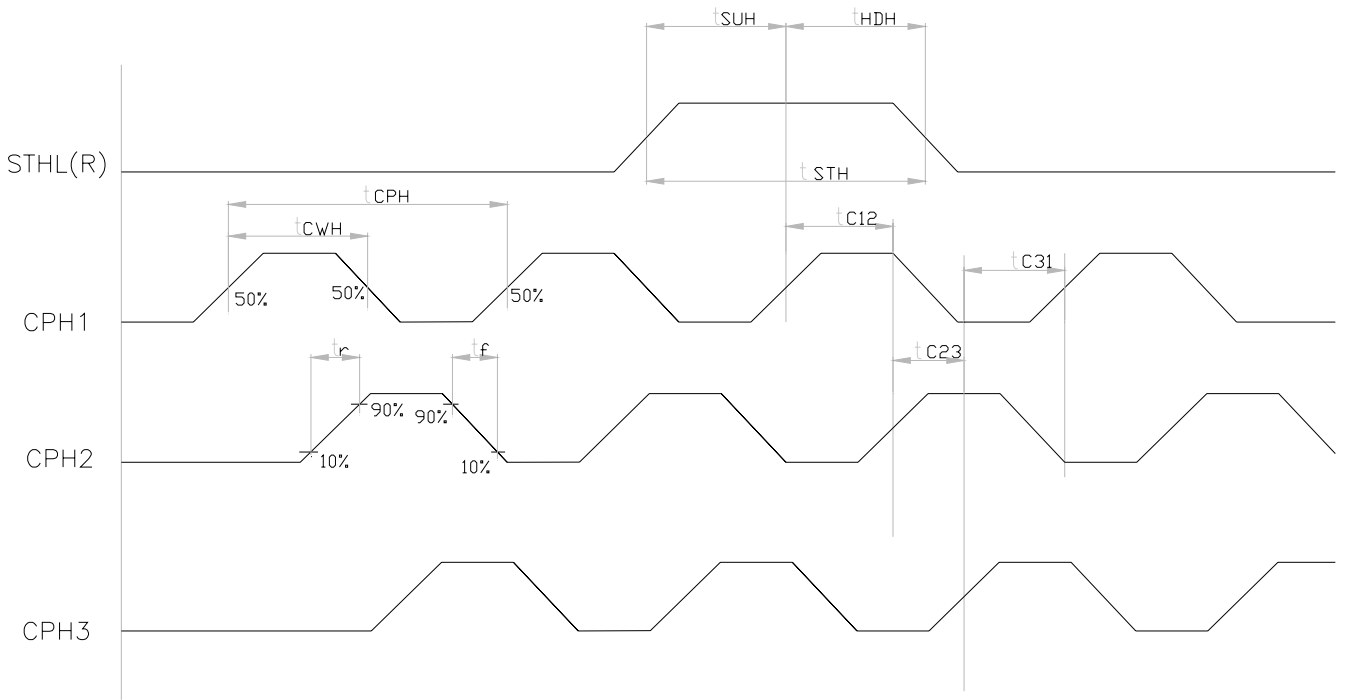 tSUH tHDH
STHL(R)
tSTH
tCPH
tCWH
tC12
tC31
50% 50% 50%
CPH1
tr tf
tC23
90% 90%
CPH2
10% 10%
CPH3